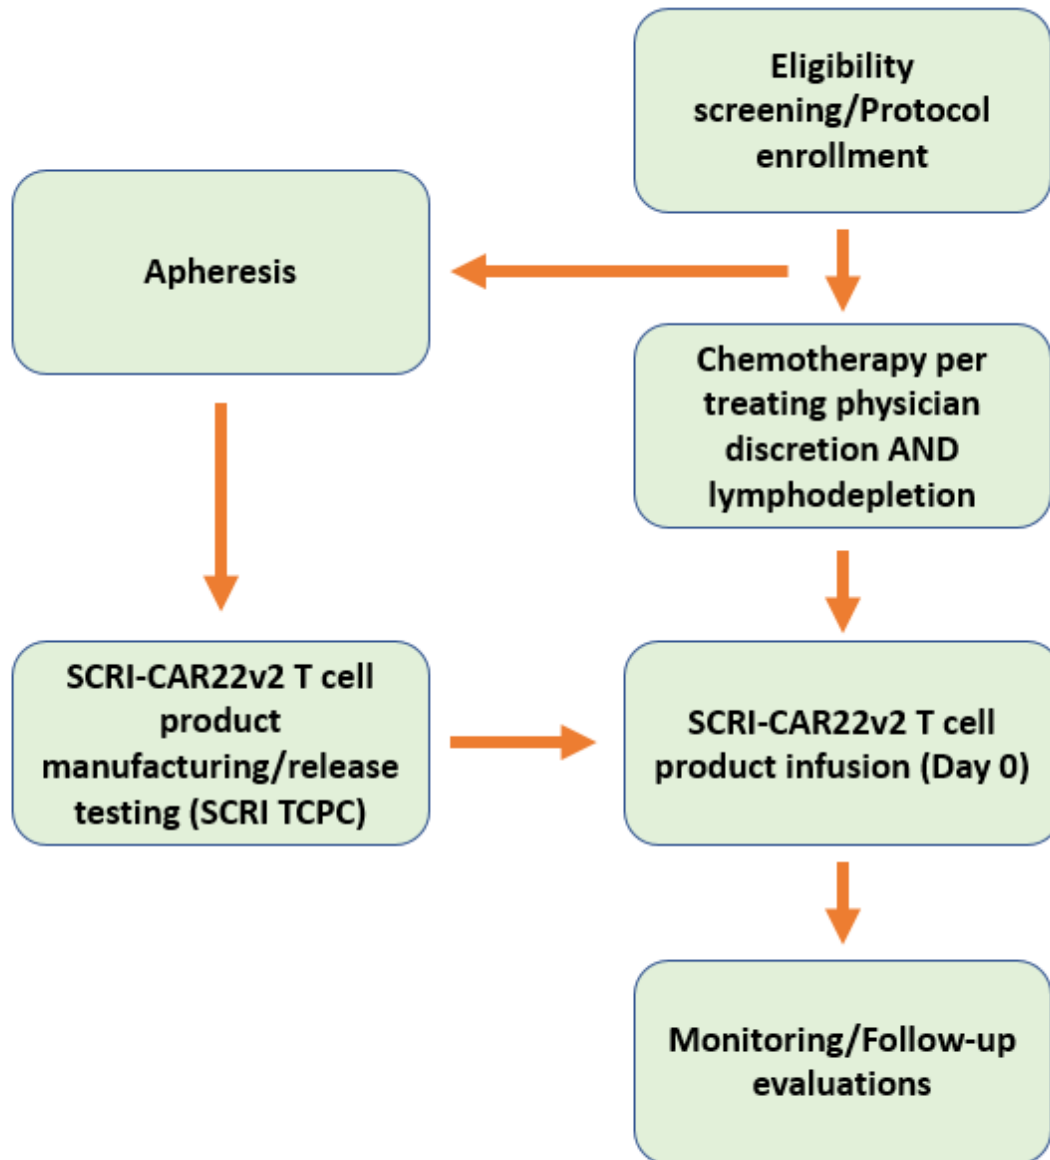 Eligibility
screening/Protocol
enrollment
Apheresis
Chemotherapy per
treating physician
discretion AND
lymphodepletion
SCRI-CAR22v2 T cell
product
manufacturing/release
testing (SCRI TCPC)
SCRI-CAR22v2 T cell
product infusion (Day 0)
Monitoring/Follow-up
evaluations